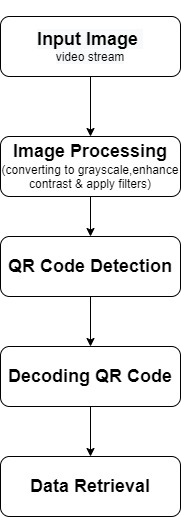 Input Image
video stream
Image Processing
(converting to grayscale,enhance
contrast & apply filters)
QR Code Detection
Decoding QR Code
Data Retrieval